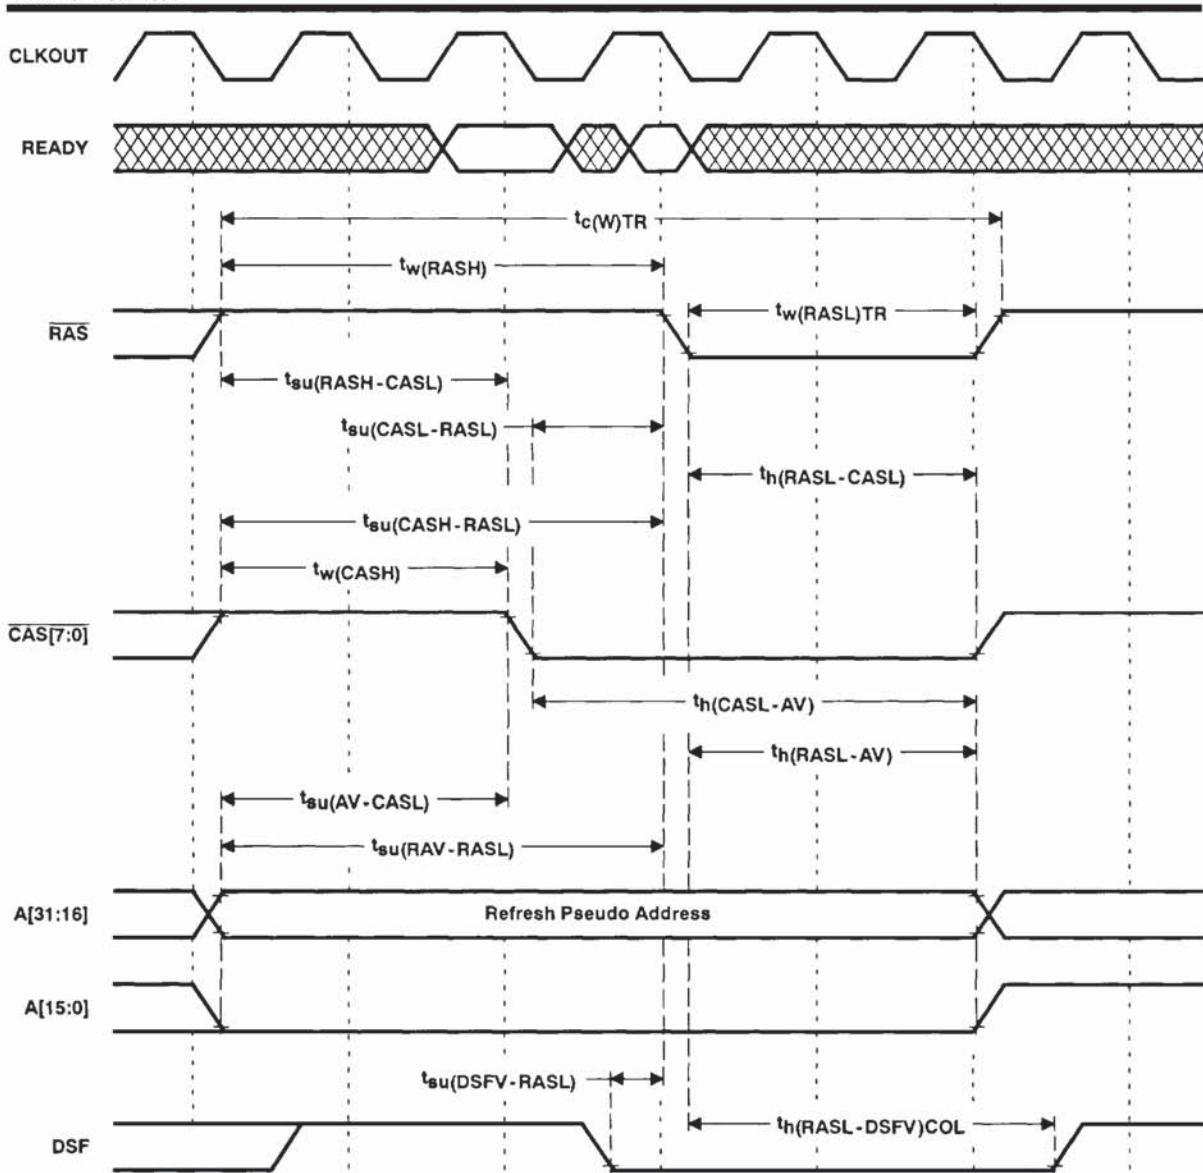 CLKOUT
READY
tc(W)TR
tw(RASH)
RAS
tw(RASL)TR
tsu(RASH-CASL)
tsu(CASL-RASL)
th(RASL-CASL)
tsu(CASH-RASL)
tw(CASH)
CAS[7:0]
th(CASL-AV)
th(RASL-AV)
tsu(AV-CASL)
tsu(RAV-RASL)
A[31:16]
Refresh Pseudo Address
A[15:0]
tsu(DSFV-RASL)
th(RASL-DSFV)COL
DSF